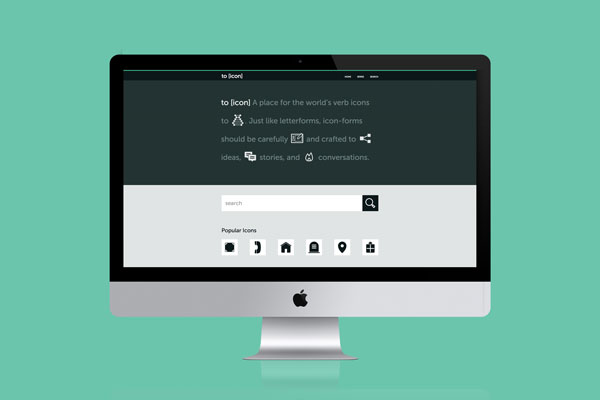 to [icon]
HOME SERIES SEARCH
to [icon] A place for the world's verb icons
to . Just like letterforms, icon-forms
should be carefully and crafted to
ideas, stories, and conversations.
search
Popular Icons